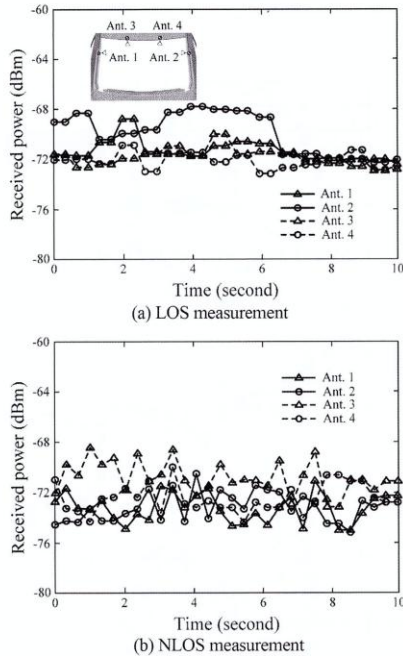 -60
Ant. 3 Ant. 4
-64
Ant. 1 Ant. 2
-68
-72
-76
-80
Received power (dBm)
Ant. 1
Ant. 2
Ant. 3
Ant. 4
0 2 4 6 8 10
Time (second)
(a) LOS measurement
-60
-64
-68
-72
-76
-80
Received power (dBm)
Ant. 1
Ant. 2
Ant. 3
Ant. 4
0 2 4 6 8 10
Time (second)
(b) NLOS measurement